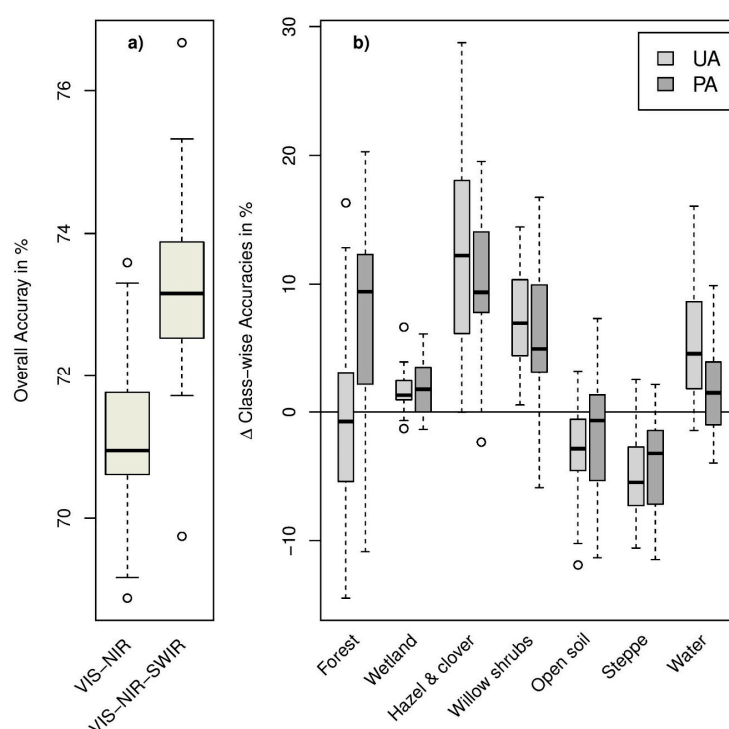 a)
Overall Accuray in %
76
74
72
70
VIS−NIR
VIS−NIR−SWIR
b)
UA
PA
Δ Class−wise Accuracies in %
30
20
10
0
−10
Forest
Wetland
Hazel & clover
Willow shrubs
Open soil
Steppe
Water